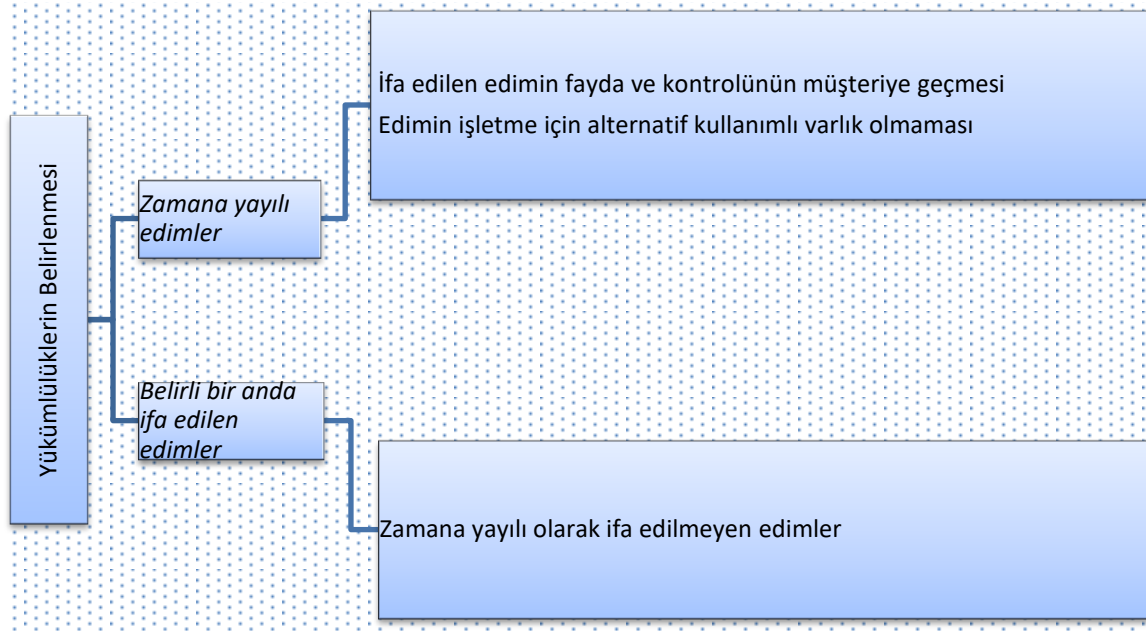 Yükümlülüklerin Belirlenmesi
Zamana yayılı
edimler
İfa edilen edimin fayda ve kontrolünün müşteriye geçmesi
Edimin işletme için alternatif kullanımlı varlık olmaması
Belirli bir anda
ifa edilen
edimler
Zamana yayılı olarak ifa edilmeyen edimler